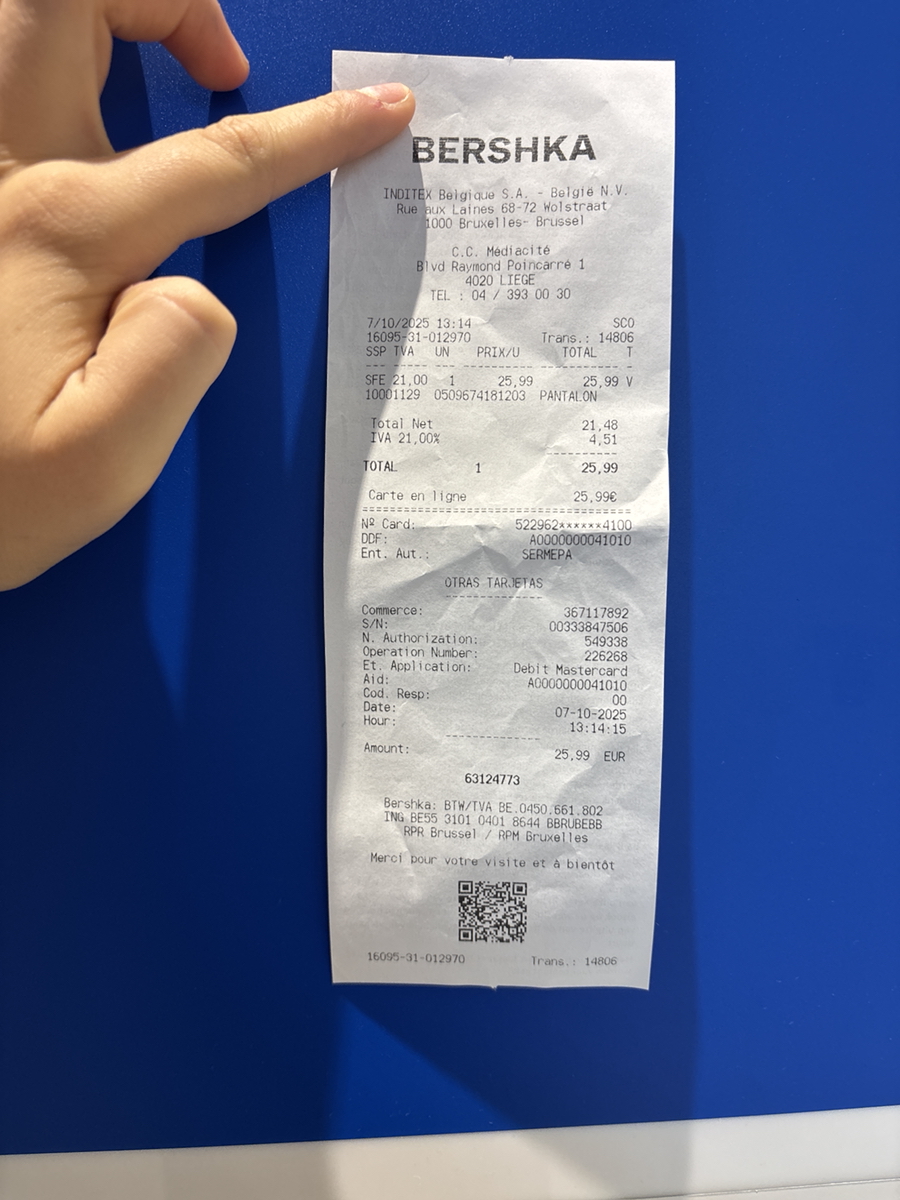 BERSHKA
INDITEX Belgique S.A. - België N.V.
Rue aux Laines 68-72 Wolstraat
1000 Bruxelles- Brussel
C.C. Médiacité
Blvd Raymond Poincarré 1
4020 LIEGE
TEL : 04 / 393 00 30
7/10/2025 13:14 SCO
16095-31-012970 Trans.: 14806
SSP TVA UN PRIX/U TOTAL T
SFE 21,00 1 25,99 25,99 V
10001129 0509674181203 PANTALON
Total Net 21,48
IVA 21,00% 4,51
TOTAL 1 25,99
Carte en ligne 25,99€
Nº Card: 522962******4100
DDF: A0000000041010
Ent. Aut.: SERMEPA
OTRAS TARJETAS
Commerce: 367117892
S/N: 00333847506
N. Authorization: 549338
Operation Number: 226268
Et. Application: Debit Mastercard
Aid: A0000000041010
Cod. Resp: 00
Date: 07-10-2025
Hour: 13:14:15
Amount: 25,99 EUR
63124773
Bershka: BTW/TVA BE.0450.661.802
ING BE55 3101 0401 8644 BBRUBEBB
RPR Brussel / RPM Bruxelles
Merci pour votre visite et à bientôt
16095-31-012970 Trans.: 14806